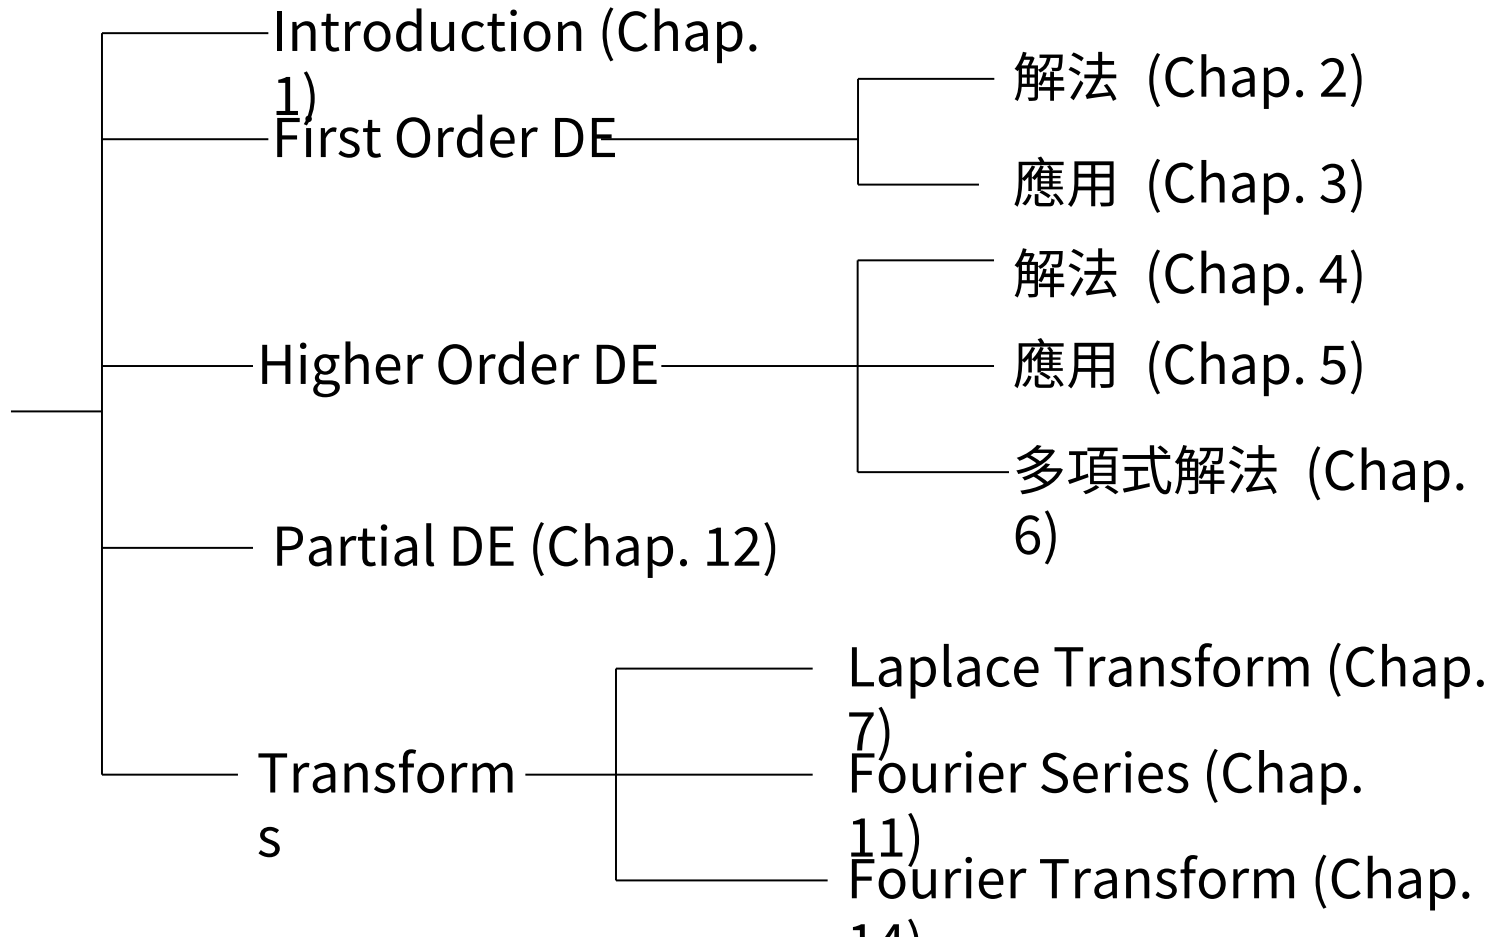 Introduction (Chap.
1)
First Order DE
解法 (Chap. 2)
應用 (Chap. 3)
Higher Order DE
解法 (Chap. 4)
應用 (Chap. 5)
多項式解法 (Chap.
6)
Partial DE (Chap. 12)
Transform
s
Laplace Transform (Chap.
7)
Fourier Series (Chap.
11)
Fourier Transform (Chap.
14)